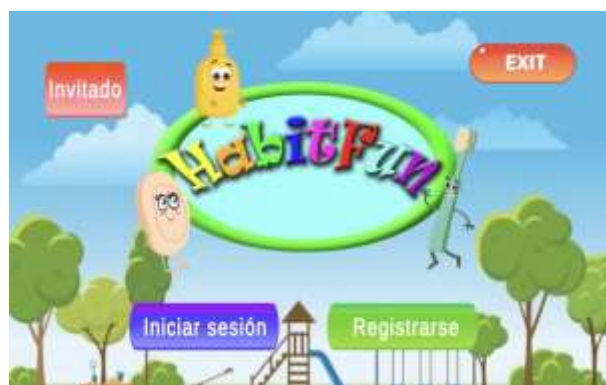 Invitado
EXIT
HabitFun
Iniciar sesión
Registrarse